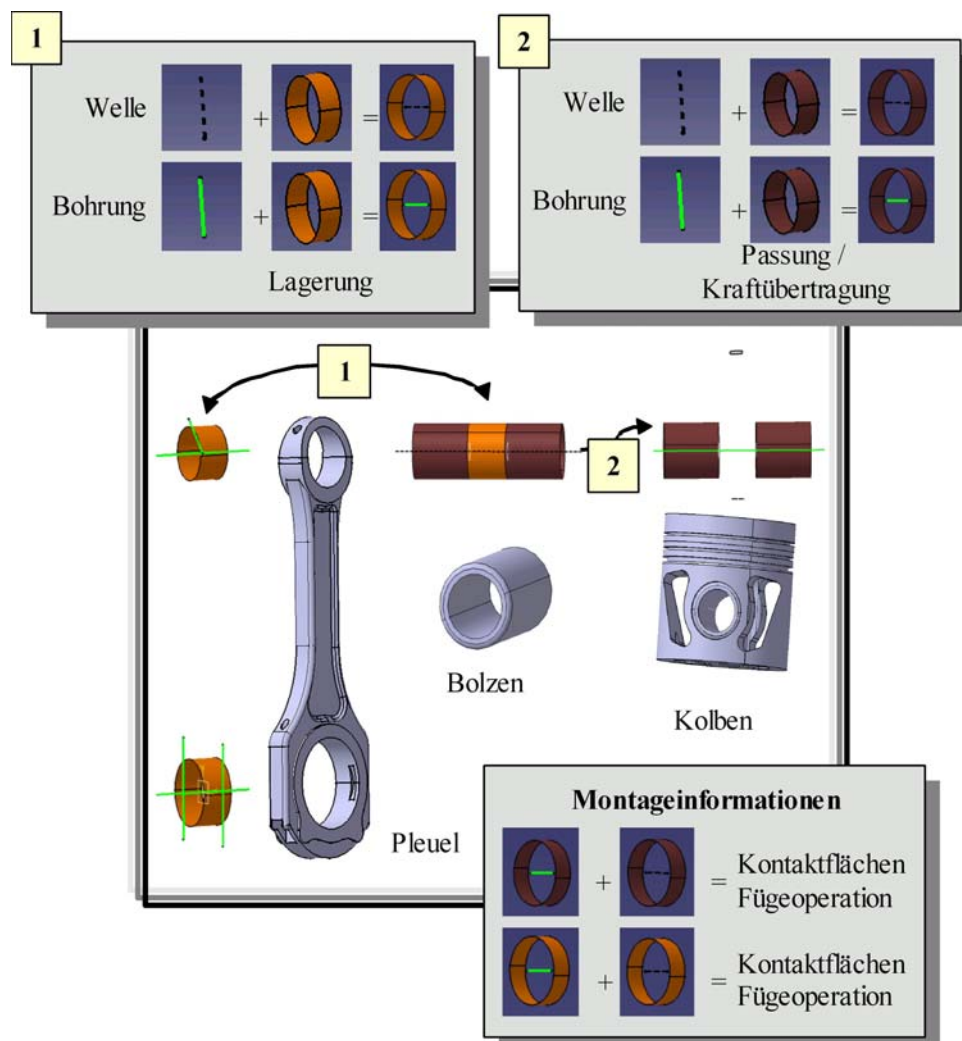 1
Welle
+
=
Bohrung
+
=
Lagerung
2
Welle
+
=
Bohrung
+
=
Passung /
Kraftübertragung
1
2
Bolzen
Kolben
Pleuel
Montageinformationen
+
= Kontaktflächen
Fügeoperation
+
= Kontaktflächen
Fügeoperation